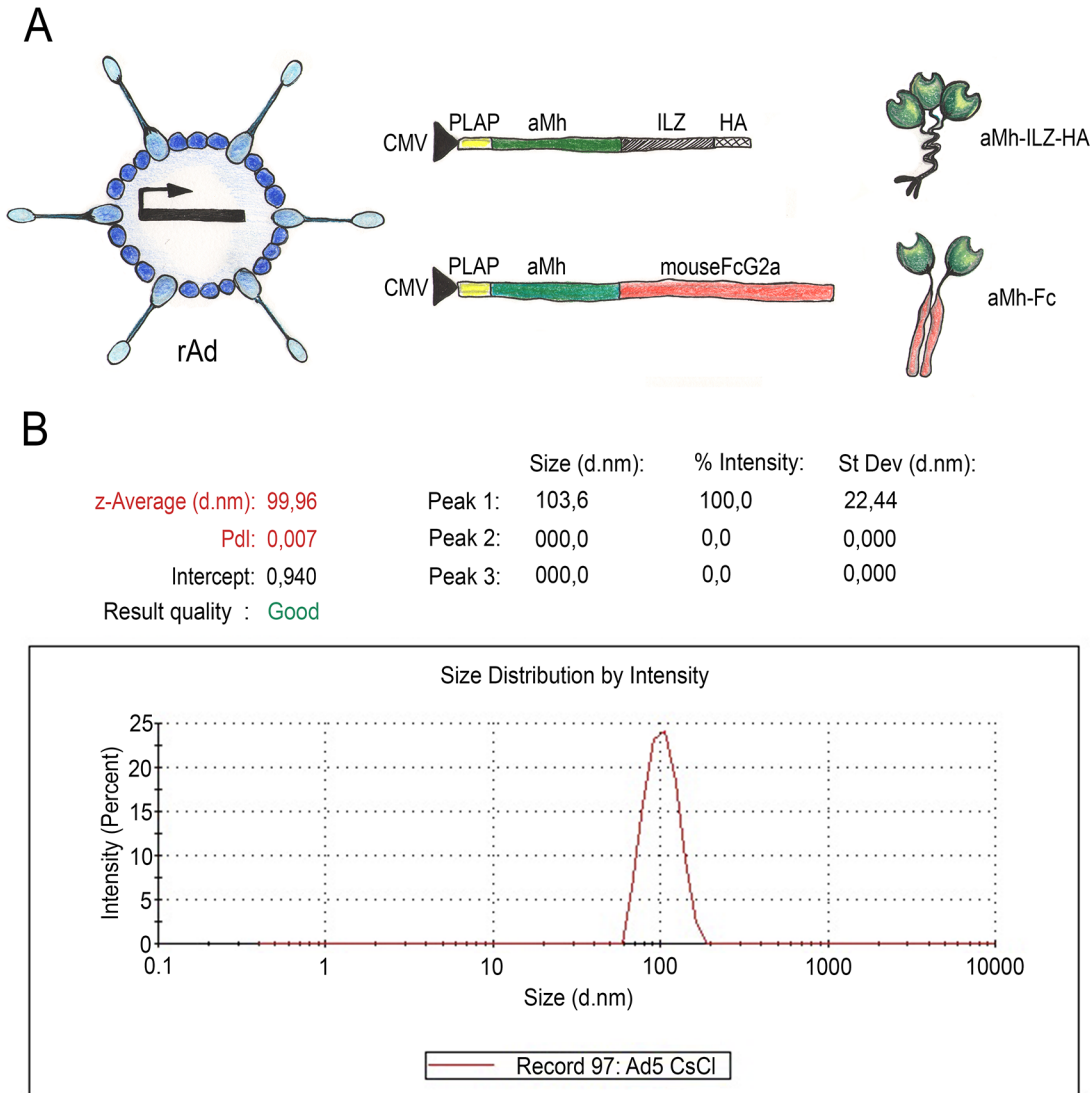 A
PLAP aMh ILZ HA
CMV
aMh-ILZ-HA
PLAP aMh mouseFcG2a
CMV
aMh-Fc
rAd
B
Size (d.nm): % Intensity: St Dev (d.nm):
z-Average (d.nm): 99,96 Peak 1: 103,6 100,0 22,44
PdI: 0,007 Peak 2: 000,0 0,0 0,000
Intercept: 0,940 Peak 3: 000,0 0,0 0,000
Result quality : Good
Size Distribution by Intensity
Intensity (Percent)
25
20
15
10
5
0
0.1 1 10 100 1000 10000
Size (d.nm)
Record 97: Ad5 CsCl